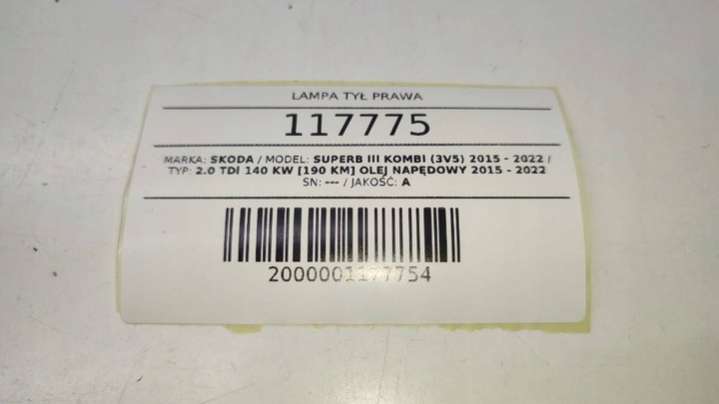 LAMPA TYŁ PRAWA
117775
MARKA: SKODA / MODEL: SUPERB III KOMBI (3V5) 2015 - 2022 /
TYP: 2.0 TDI 140 KW [190 KM] OLEJ NAPĘDOWY 2015 - 2022
SN: --- / JAKOŚĆ: A
2000001177754